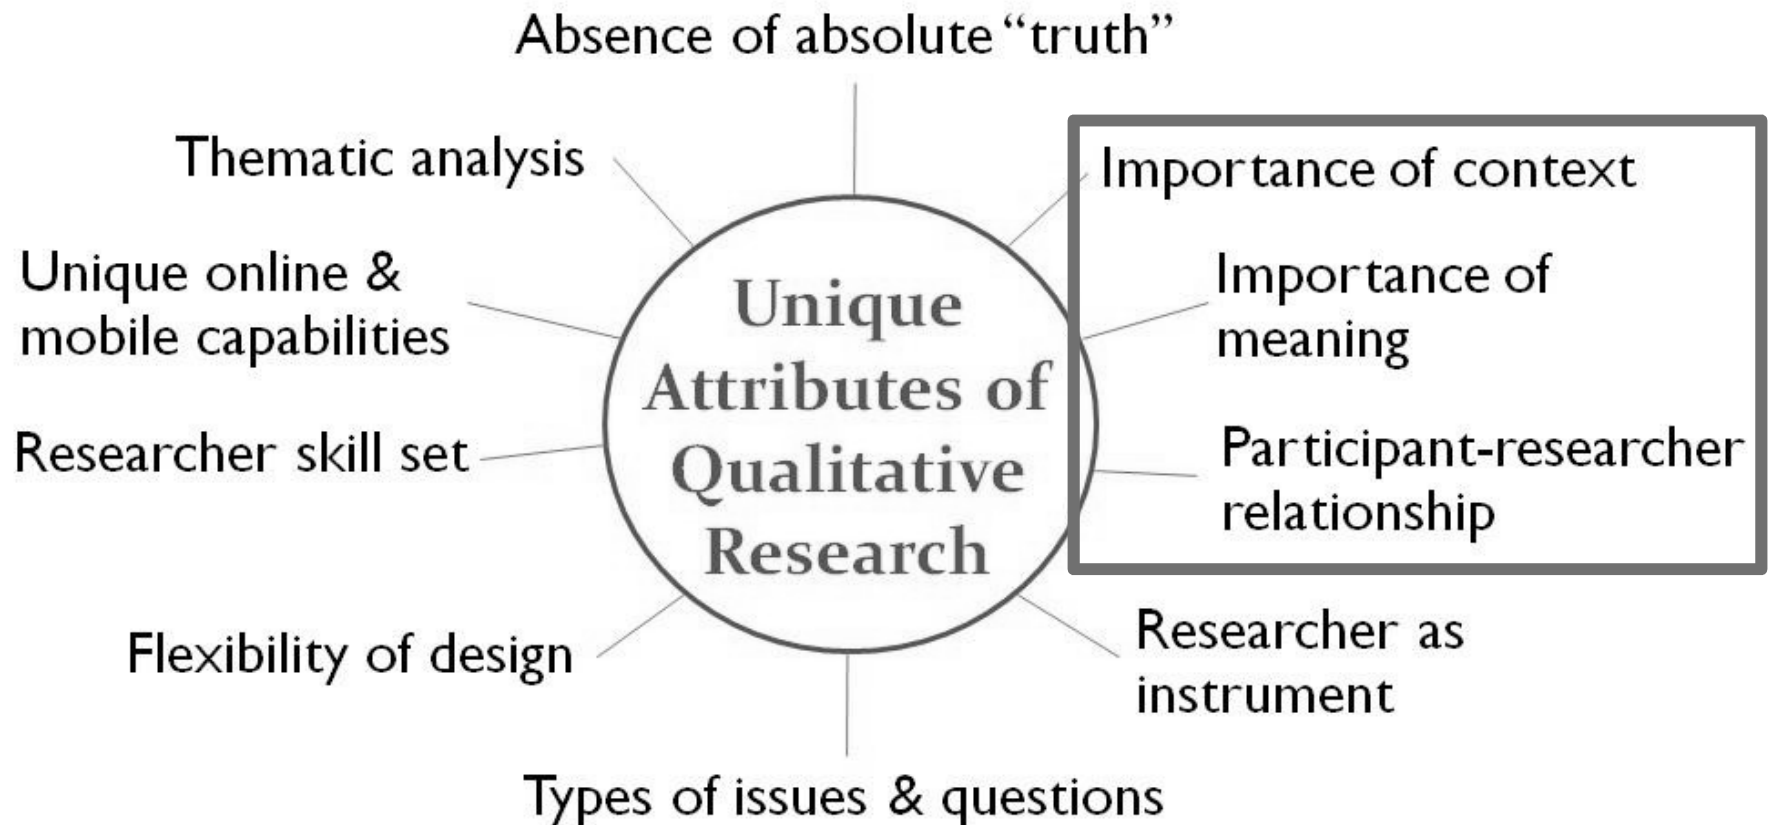 Absence of absolute “truth”
Thematic analysis
Importance of context
Unique online &
mobile capabilities
Importance of
meaning
Unique
Attributes of
Qualitative
Research
Researcher skill set
Participant-researcher
relationship
Flexibility of design
Researcher as
instrument
Types of issues & questions